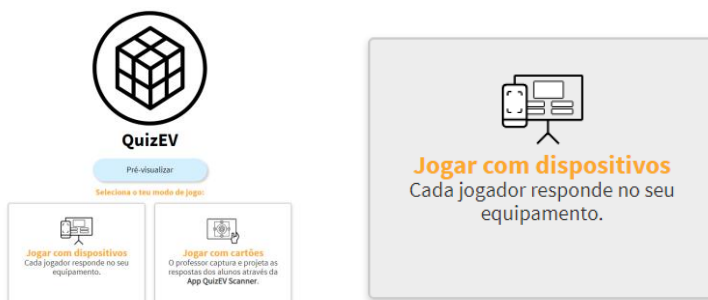 QuizEV
Pré-visualizar
Seleciona o teu modo de jogo:
Jogar com dispositivos
Cada jogador responde no seu
equipamento.
Jogar com cartões
O professor captura e projeta as
respostas dos alunos através da
App QuizEV Scanner.
Jogar com dispositivos
Cada jogador responde no seu
equipamento.